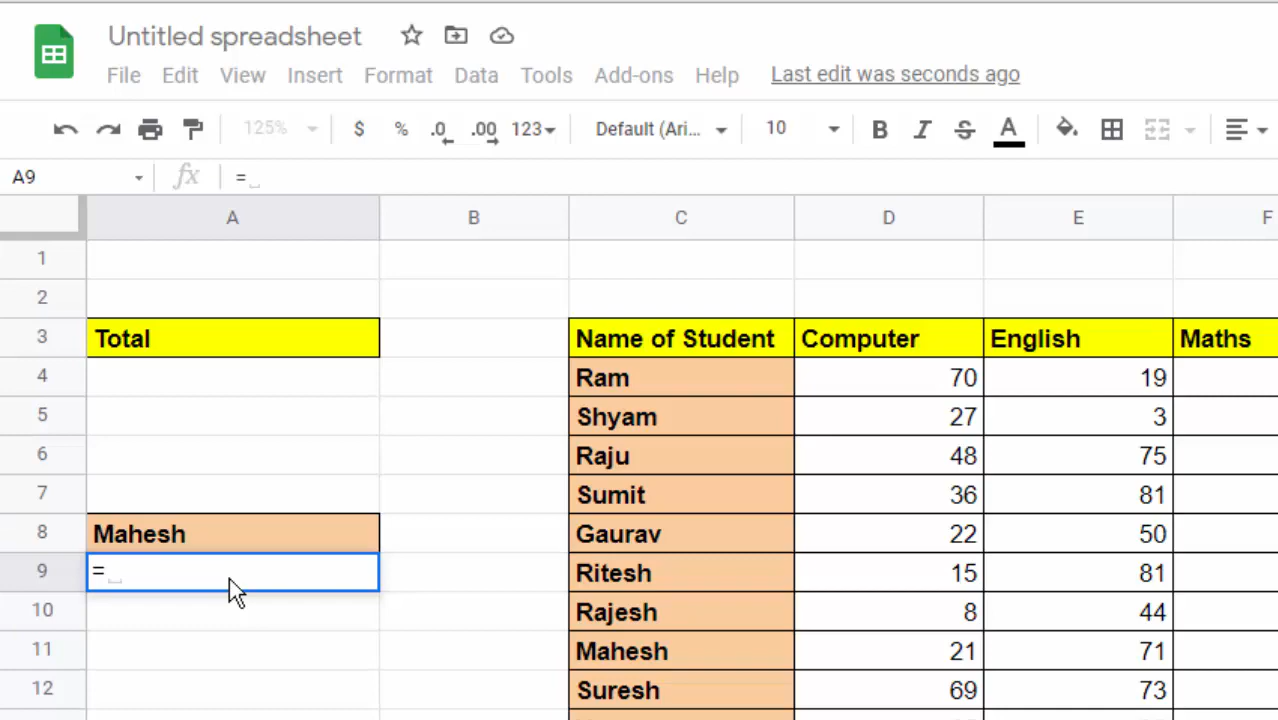 Untitled spreadsheet
File Edit View Insert Format Data Tools Add-ons Help Last edit was seconds ago
125% $ % .0 .00 123 Default (Ari... 10 B I S A
A9 fx =
A B C D E F
1
2
3 Total Name of Student Computer English Maths
4 Ram 70 19
5 Shyam 27 3
6 Raju 48 75
7 Sumit 36 81
8 Mahesh Gaurav 22 50
9 = Ritesh 15 81
10 Rajesh 8 44
11 Mahesh 21 71
12 Suresh 69 73